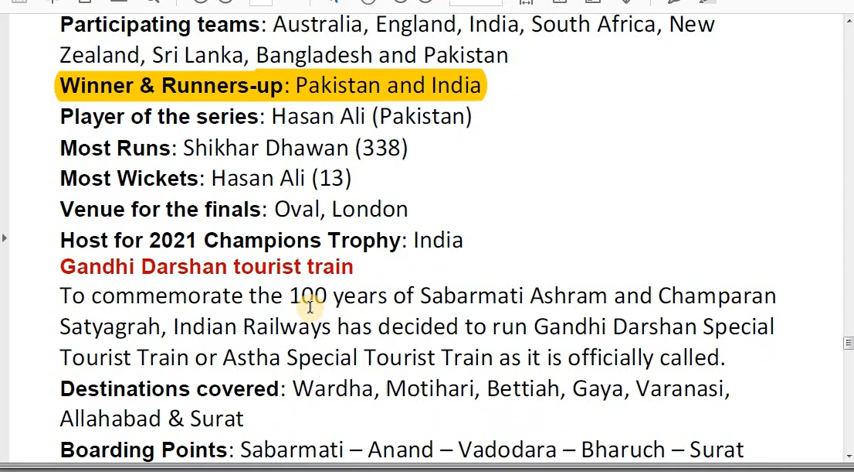 Participating teams: Australia, England, India, South Africa, New
Zealand, Sri Lanka, Bangladesh and Pakistan
Winner & Runners-up: Pakistan and India
Player of the series: Hasan Ali (Pakistan)
Most Runs: Shikhar Dhawan (338)
Most Wickets: Hasan Ali (13)
Venue for the finals: Oval, London
Host for 2021 Champions Trophy: India
Gandhi Darshan tourist train
To commemorate the 100 years of Sabarmati Ashram and Champaran
Satyagrah, Indian Railways has decided to run Gandhi Darshan Special
Tourist Train or Astha Special Tourist Train as it is officially called.
Destinations covered: Wardha, Motihari, Bettiah, Gaya, Varanasi,
Allahabad & Surat
Boarding Points: Sabarmati – Anand – Vadodara – Bharuch – Surat